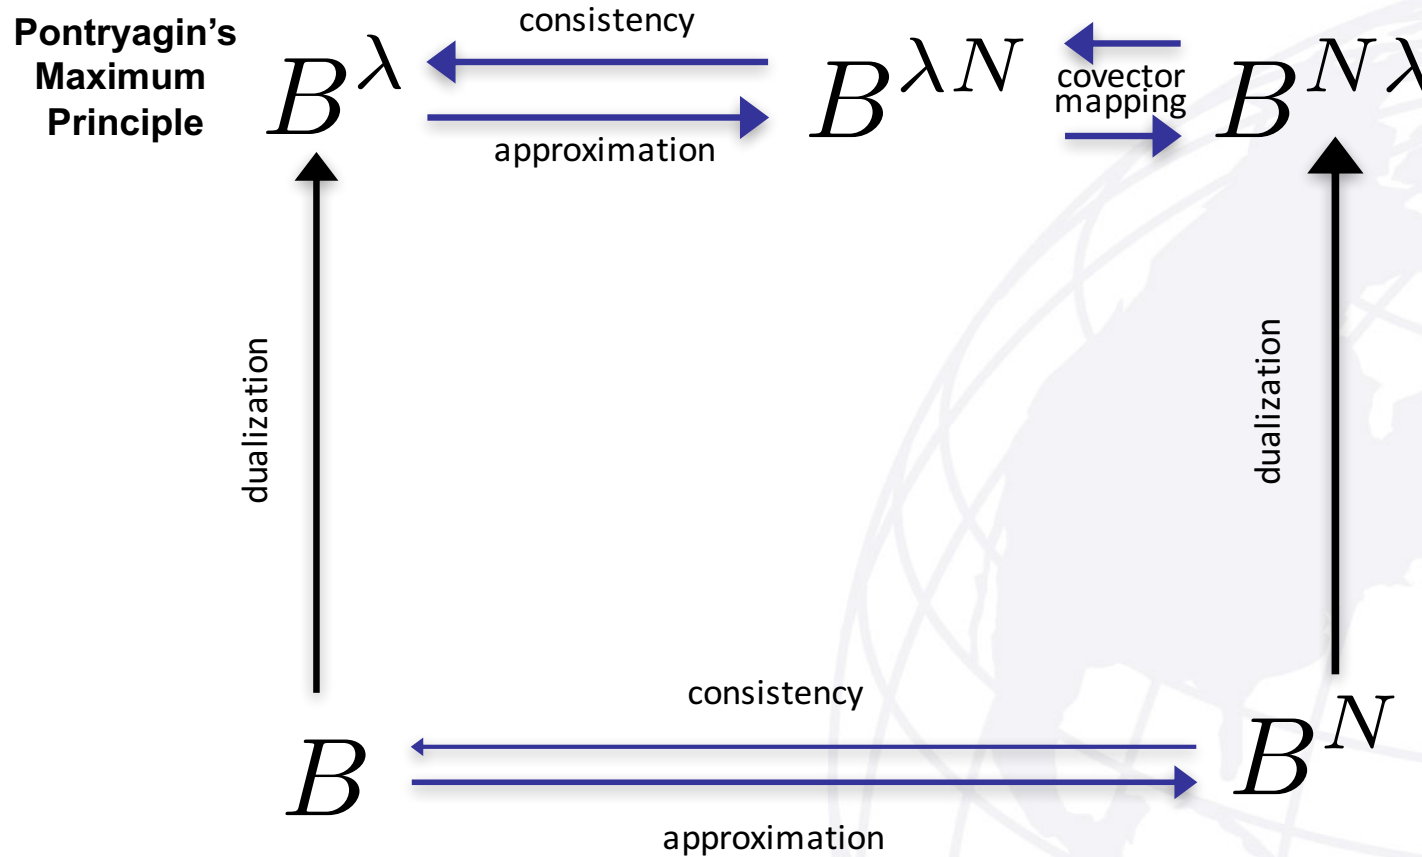 Pontryagin's
Maximum
Principle
B^λ
consistency
approximation
B^{λN}
covector
mapping
B^{Nλ}
dualization
dualization
consistency
B
B^N
approximation